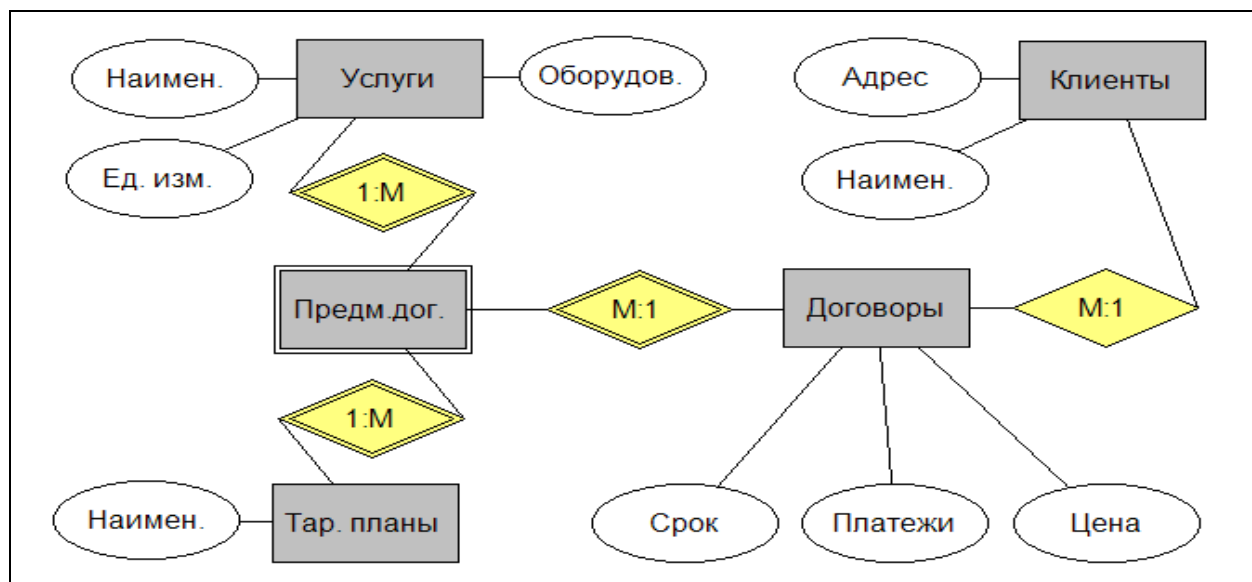 Наимен.
Услуги
Оборудов.
Адрес
Клиенты
Ед. изм.
1:М
Наимен.
Предм.дог.
М:1
Договоры
М:1
1:М
Наимен.
Тар. планы
Срок
Платежи
Цена